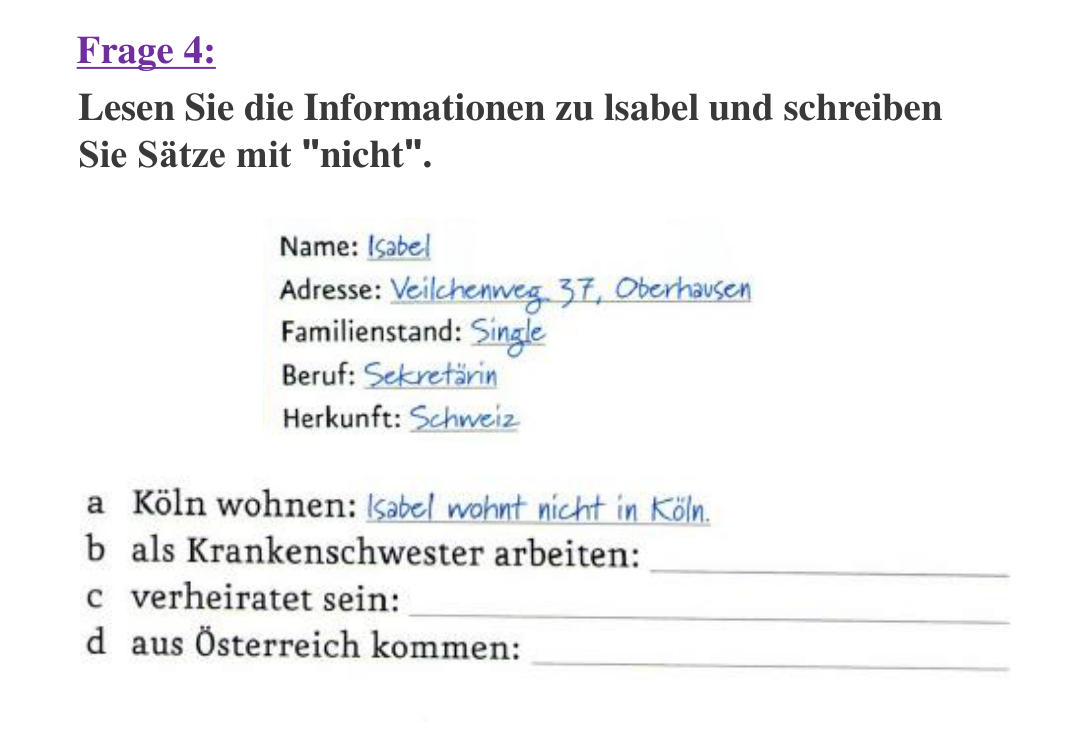 Frage 4:
Lesen Sie die Informationen zu lsabel und schreiben
Sie Sätze mit "nicht".
Name: Isabel
Adresse: Veilchenweg 37, Oberhausen
Familienstand: Single
Beruf: Sekretärin
Herkunft: Schweiz
a Köln wohnen: Isabel wohnt nicht in Köln.
b als Krankenschwester arbeiten:
c verheiratet sein:
d aus Österreich kommen: